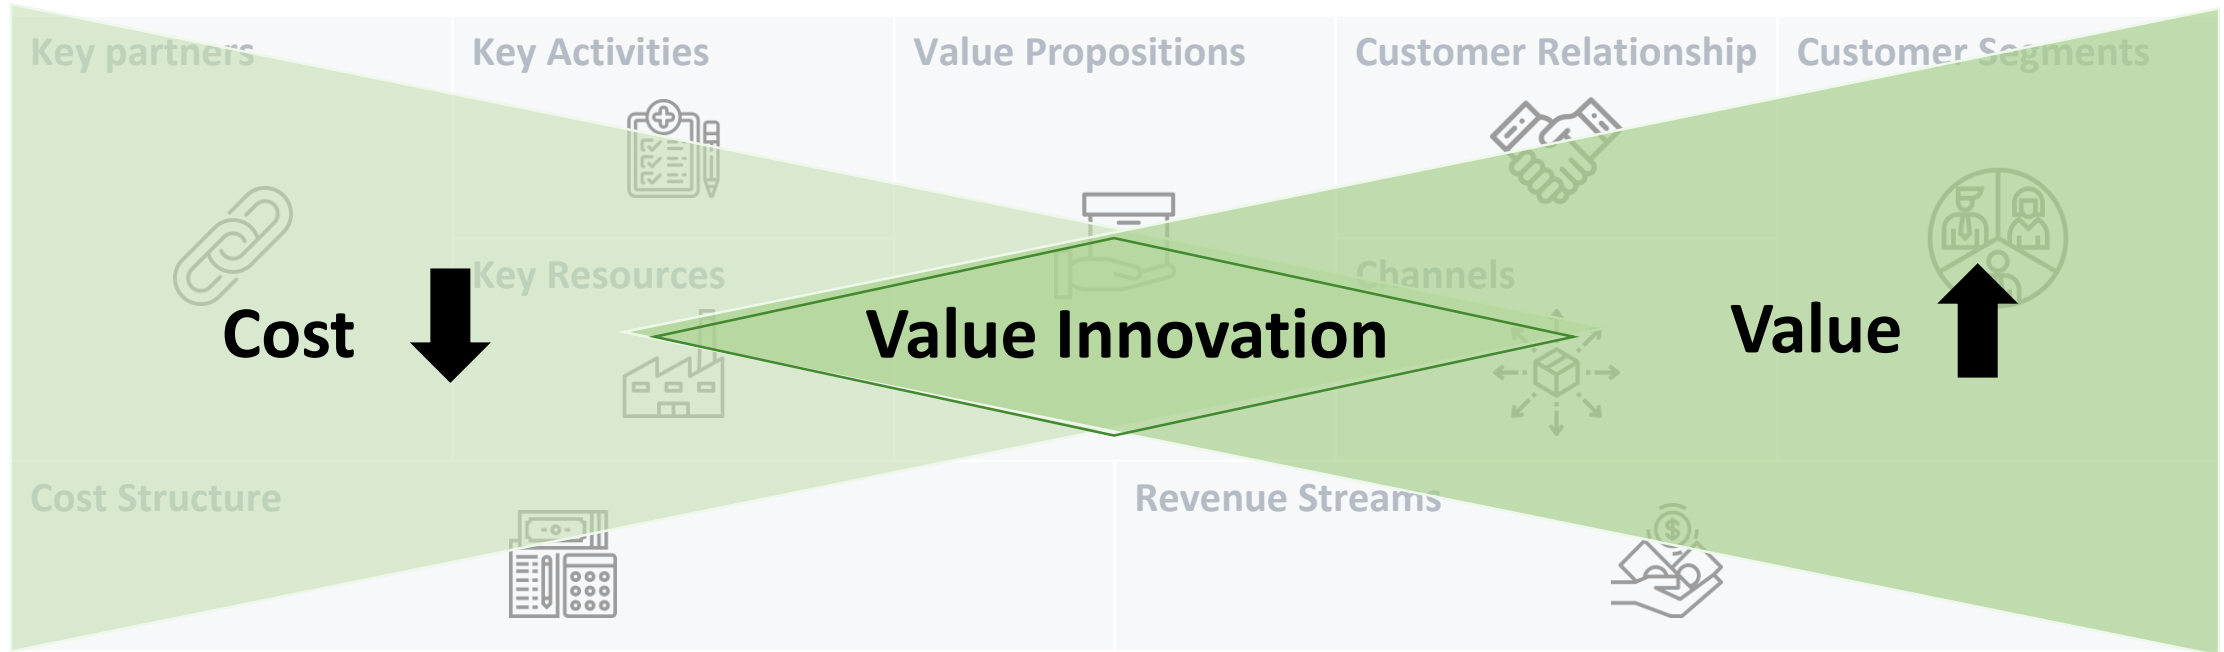 Key partners
Key Activities
Value Propositions
Customer Relationship
Customer Segments
Key Resources
Channels
Cost
Value Innovation
Value
Cost Structure
Revenue Streams